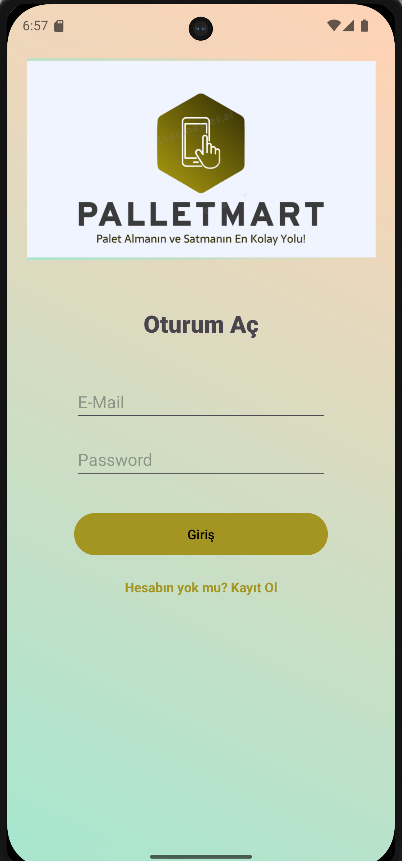 6:57
PALLETMART
Palet Almanın ve Satmanın En Kolay Yolu!
Oturum Aç
E-Mail
Password
Giriş
Hesabın yok mu? Kayıt Ol